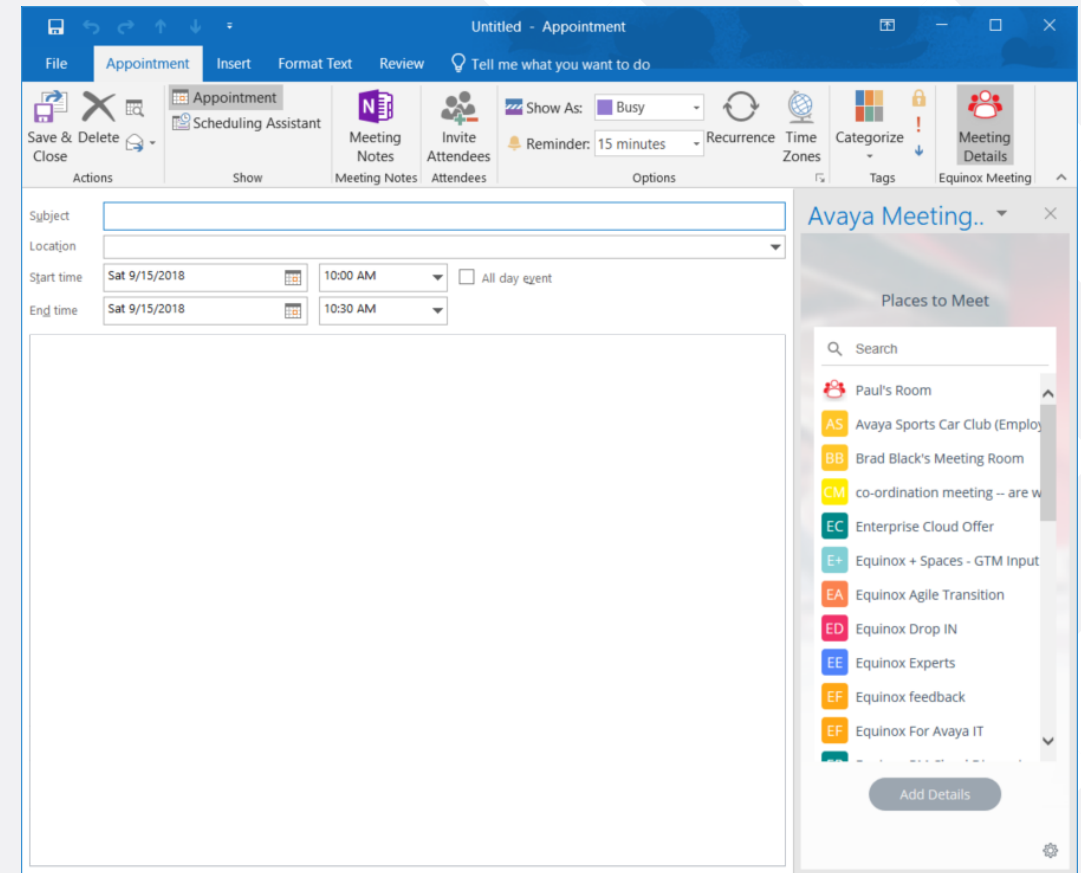 Untitled - Appointment
File Appointment Insert Format Text Review Tell me what you want to do
Save & Close
Delete
Appointment
Scheduling Assistant
Meeting Notes
Invite Attendees
Show As: Busy
Reminder: 15 minutes
Recurrence
Time Zones
Categorize
Meeting Details
Actions Show Meeting Notes Attendees Options Tags Equinox Meeting
Subject
Location
Start time Sat 9/15/2018 10:00 AM All day event
End time Sat 9/15/2018 10:30 AM
Avaya Meeting..
Places to Meet
Search
Paul's Room
AS Avaya Sports Car Club (Employ
BB Brad Black's Meeting Room
CM co-ordination meeting -- are w
EC Enterprise Cloud Offer
E+ Equinox + Spaces - GTM Input
EA Equinox Agile Transition
ED Equinox Drop IN
EE Equinox Experts
EF Equinox feedback
EF Equinox For Avaya IT
Add Details